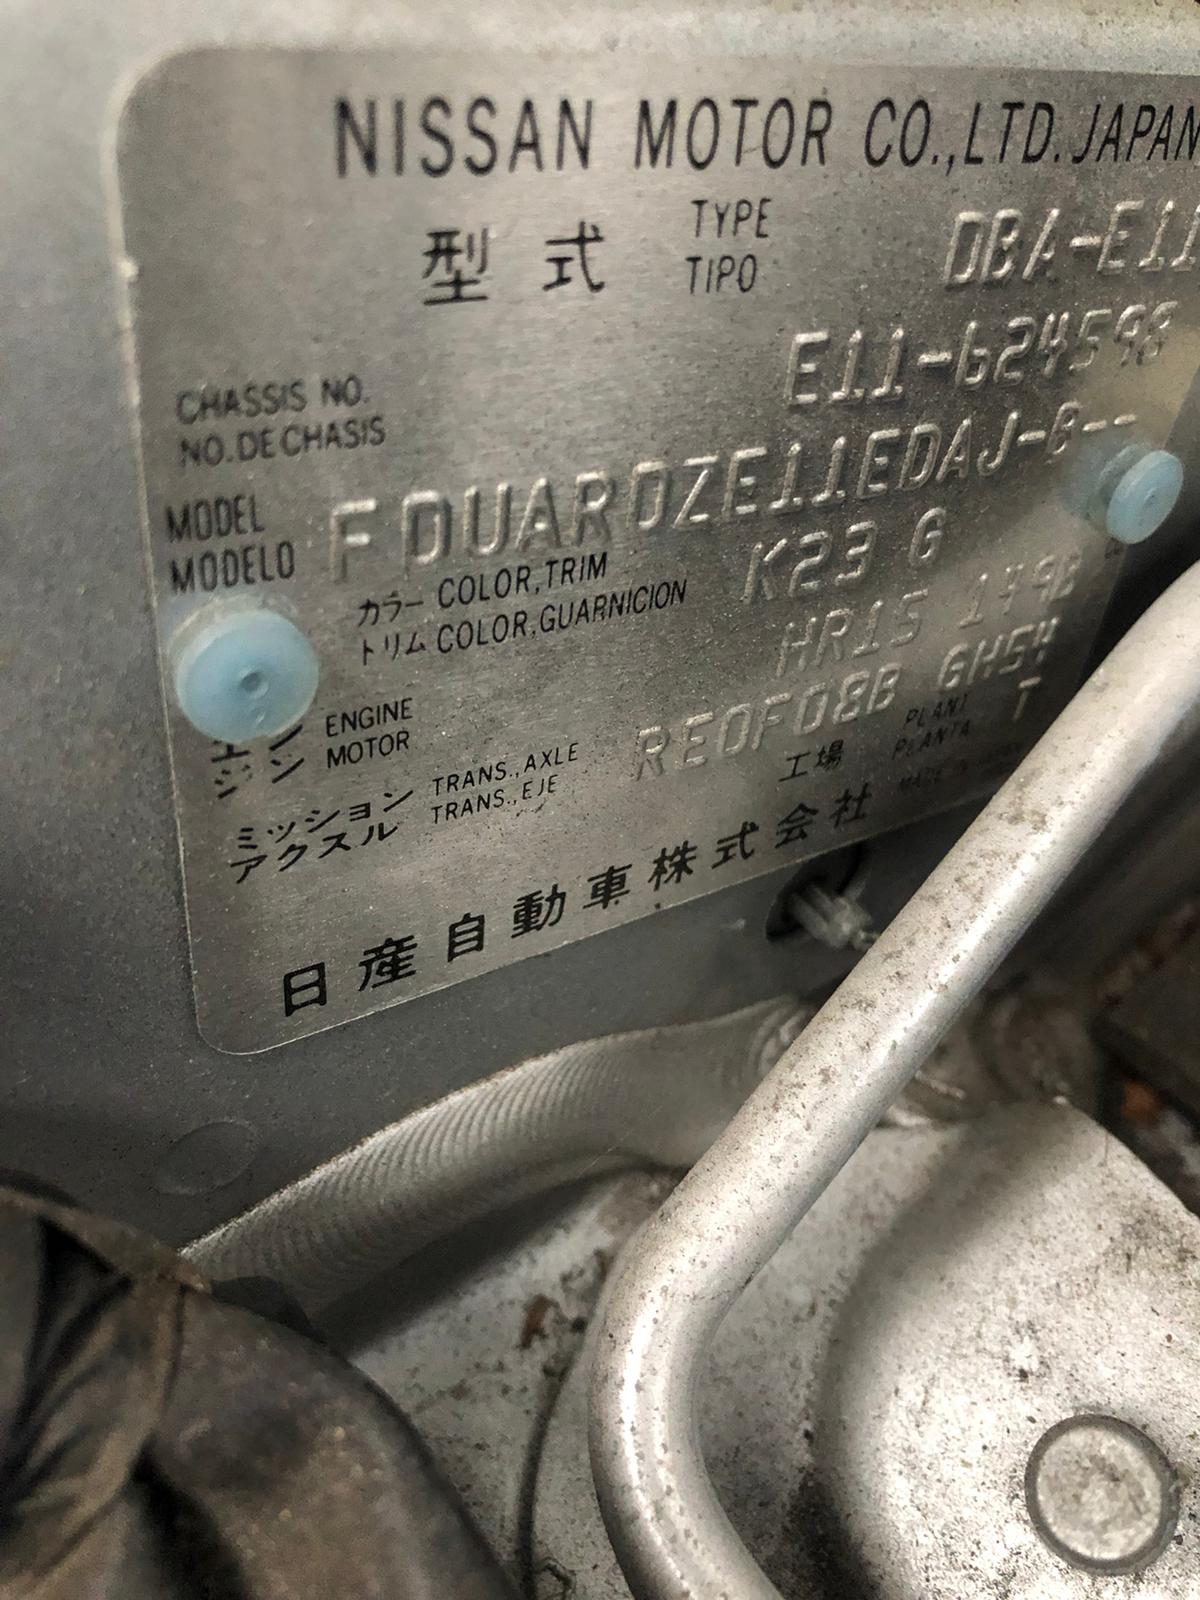 NISSAN MOTOR CO.,LTD.JAPAN
型式 TYPE TIPO DBA-E11
CHASSIS NO. NO.DE CHASIS E11-624598
MODEL MODELO FDUARDZE11EDAJ-B--
カラー COLOR,TRIM K23 G
トリム COLOR,GUARNICION
エンジン ENGINE MOTOR HR15 1498
ミッション TRANS.,AXLE RE0F08B GH54
アクスル TRANS.,EJE
工場 PLANT PLANTA T
日産自動車株式会社